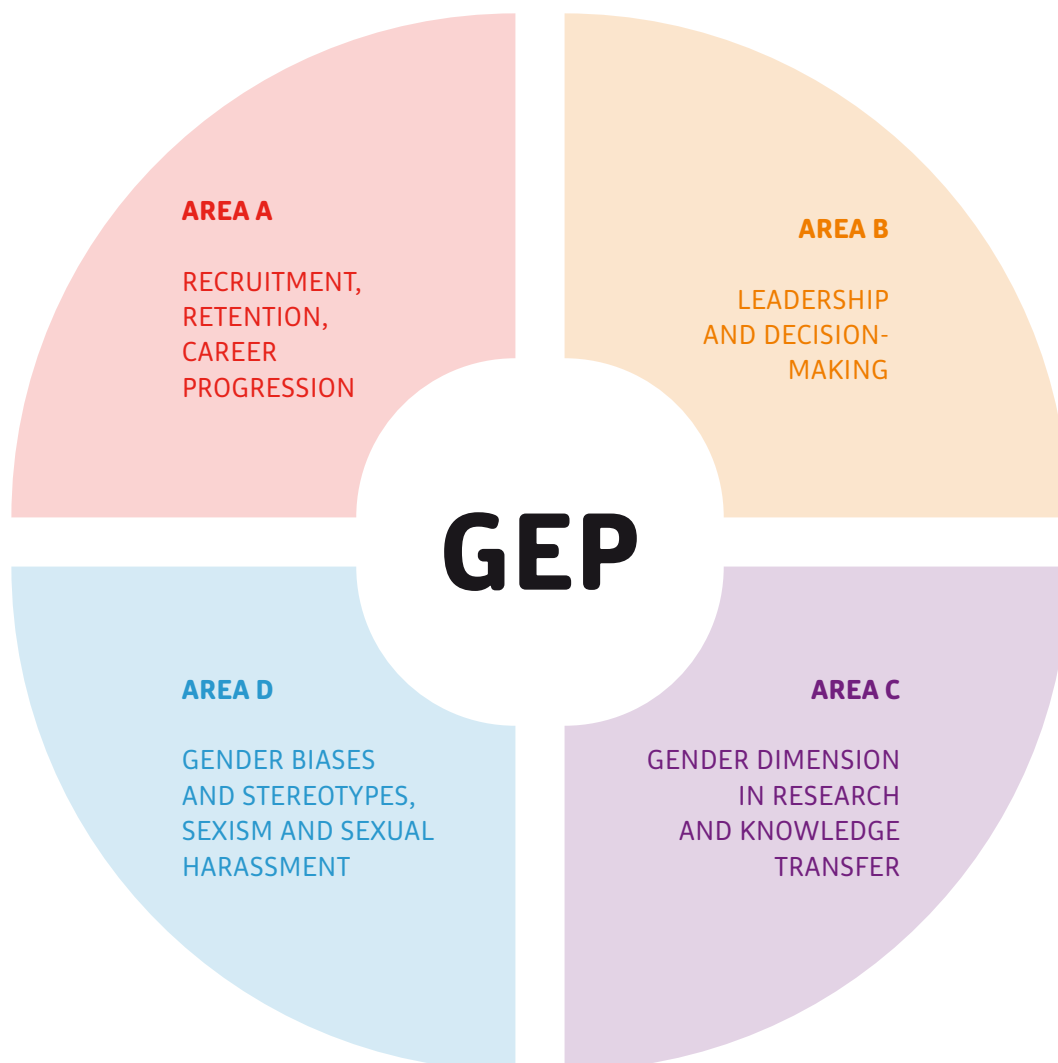 AREA A
RECRUITMENT,
RETENTION,
CAREER
PROGRESSION
AREA B
LEADERSHIP
AND DECISION-
MAKING
GEP
AREA D
GENDER BIASES
AND STEREOTYPES,
SEXISM AND SEXUAL
HARASSMENT
AREA C
GENDER DIMENSION
IN RESEARCH
AND KNOWLEDGE
TRANSFER